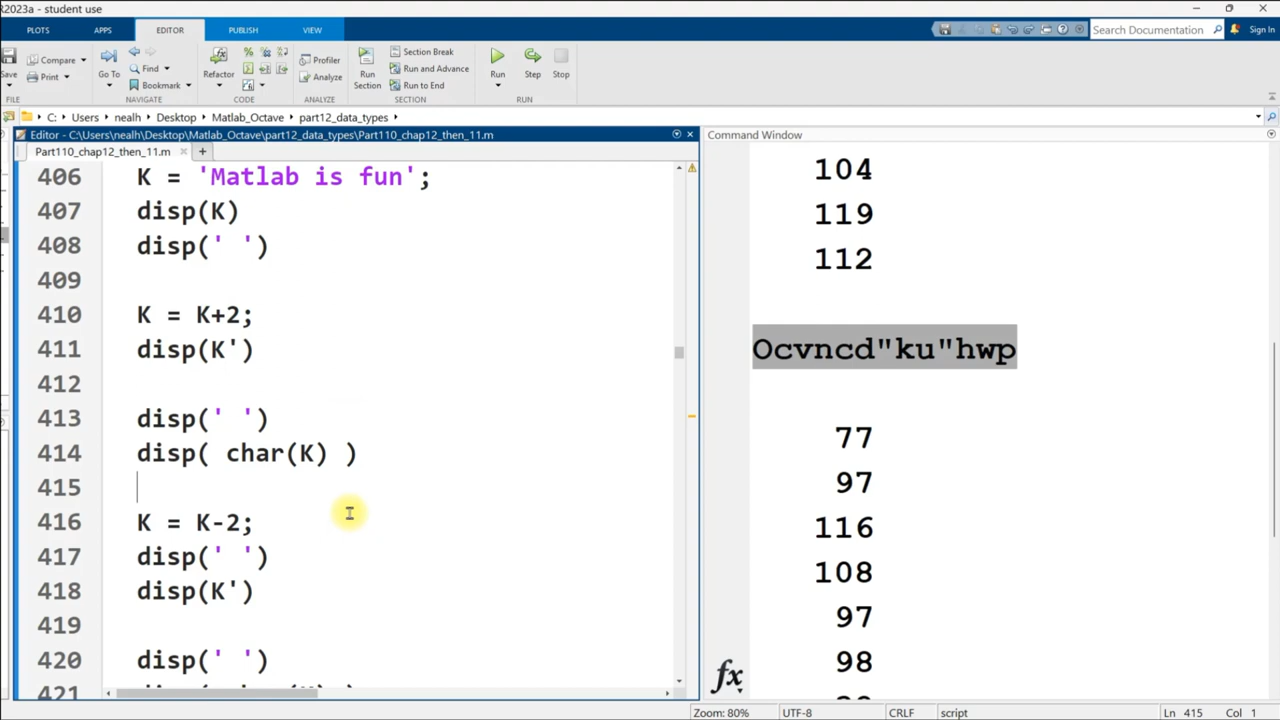 R2023a - student use
PLOTS APPS EDITOR PUBLISH VIEW
Search Documentation
Sign In
Save
Compare
Print
FILE
Go To
Find
Bookmark
NAVIGATE
Refactor
CODE
Profiler
Analyze
ANALYZE
Run
Section
Section Break
Run and Advance
Run to End
SECTION
Run
Step
Stop
RUN
C: Users nealh Desktop Matlab_Octave part12_data_types
Editor - C:\Users\nealh\Desktop\Matlab_Octave\part12_data_types\Part110_chap12_then_11.m
Part110_chap12_then_11.m
406 K = 'Matlab is fun';
407 disp(K)
408 disp(' ')
409
410 K = K+2;
411 disp(K')
412
413 disp(' ')
414 disp( char(K) )
415
416 K = K-2;
417 disp(' ')
418 disp(K')
419
420 disp(' ')
421
Command Window
104
119
112
Ocvncd"ku"hwp
77
97
116
108
97
98
fx
Zoom: 80% UTF-8 CRLF script Ln 415 Col 1